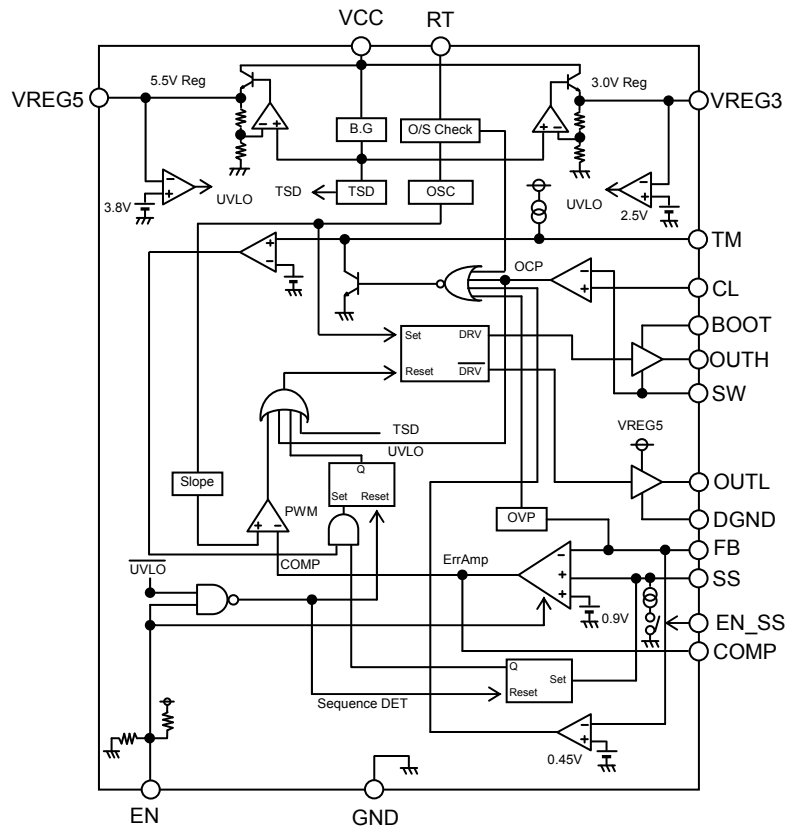 VCC RT
5.5V Reg 3.0V Reg
VREG5 VREG3
B.G O/S Check
UVLO TSD TSD OSC UVLO
3.8V 2.5V
TM
OCP
CL
BOOT
Set DRV
OUTH
Reset DRV
SW
TSD VREG5
UVLO
Q
Slope Set Reset OUTL
PWM OVP DGND
FB
COMP ErrAmp
UVLO SS
0.9V EN_SS
COMP
Q Set
Sequence DET Reset
0.45V
EN GND